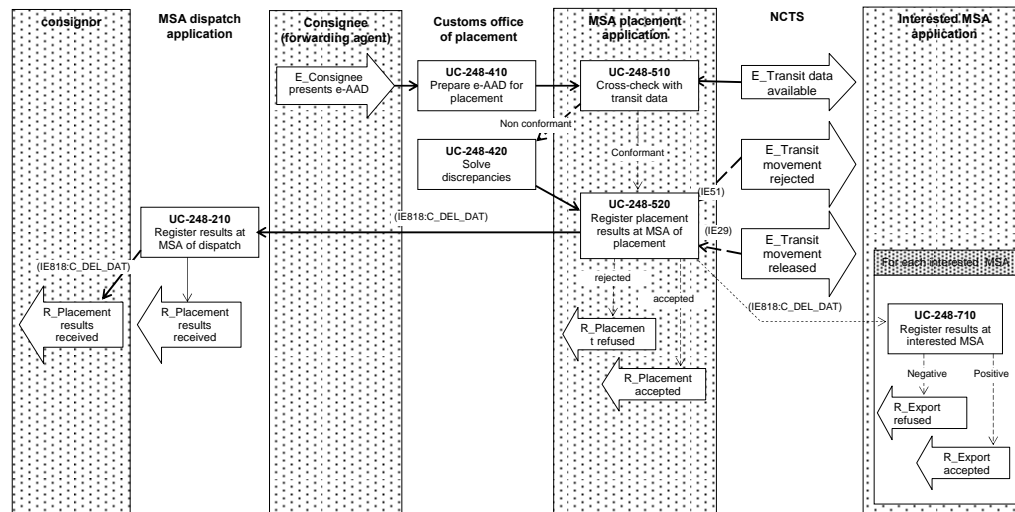 consignor
MSA dispatch
application
Consignee
(forwarding agent)
Customs office
of placement
MSA placement
application
NCTS
Interested MSA
application
E_Consignee
presents e-AAD
UC-248-410
Prepare e-AAD for
placement
UC-248-510
Cross-check with
transit data
E_Transit data
available
Non conformant
UC-248-420
Solve
discrepancies
Conformant
E_Transit
movement
rejected
(IE51)
UC-248-520
Register placement
results at MSA of
placement
(IE818:C_DEL_DAT)
UC-248-210
Register results at
MSA of dispatch
(IE29)
E_Transit
movement
released
(IE818:C_DEL_DAT)
For each interested MSA
rejected
accepted
(IE818:C_DEL_DAT)
R_Placement
results
received
R_Placement
results
received
R_Placemen
t refused
UC-248-710
Register results at
interested MSA
R_Placement
accepted
Negative
Positive
R_Export
refused
R_Export
accepted